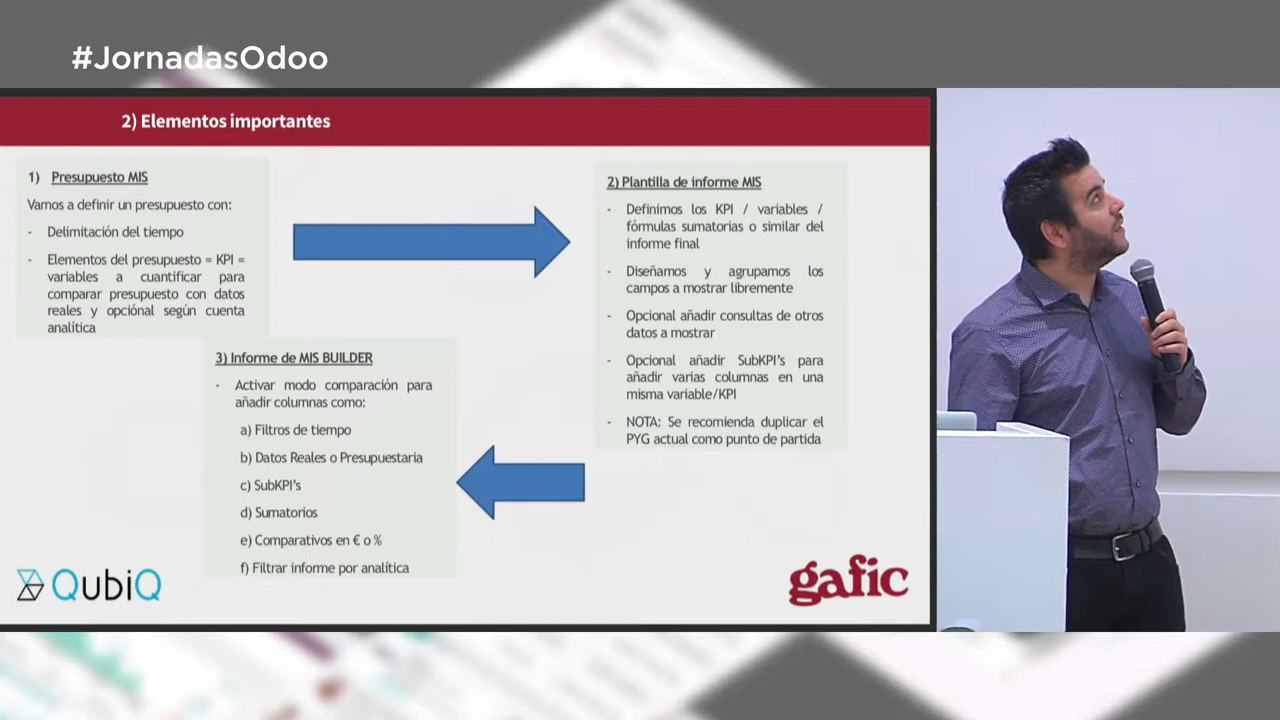 #JornadasOdoo
2) Elementos importantes
1) Presupuesto MIS
Vamos a definir un presupuesto con:
- Delimitación del tiempo
- Elementos del presupuesto = KPI =
variables a cuantificar para
comparar presupuesto con datos
reales y opciónal según cuenta
analítica
2) Plantilla de informe MIS
- Definimos los KPI / variables /
fórmulas sumatorias o similar del
informe final
- Diseñamos y agrupamos los
campos a mostrar libremente
- Opcional añadir consultas de otros
datos a mostrar
- Opcional añadir SubKPI's para
añadir varias columnas en una
misma variable/KPI
- NOTA: Se recomienda duplicar el
PYG actual como punto de partida
3) Informe de MIS BUILDER
- Activar modo comparación para
añadir columnas como:
a) Filtros de tiempo
b) Datos Reales o Presupuestaria
c) SubKPI's
d) Sumatorios
e) Comparativos en € o %
f) Filtrar informe por analítica
QubiQ
gafic